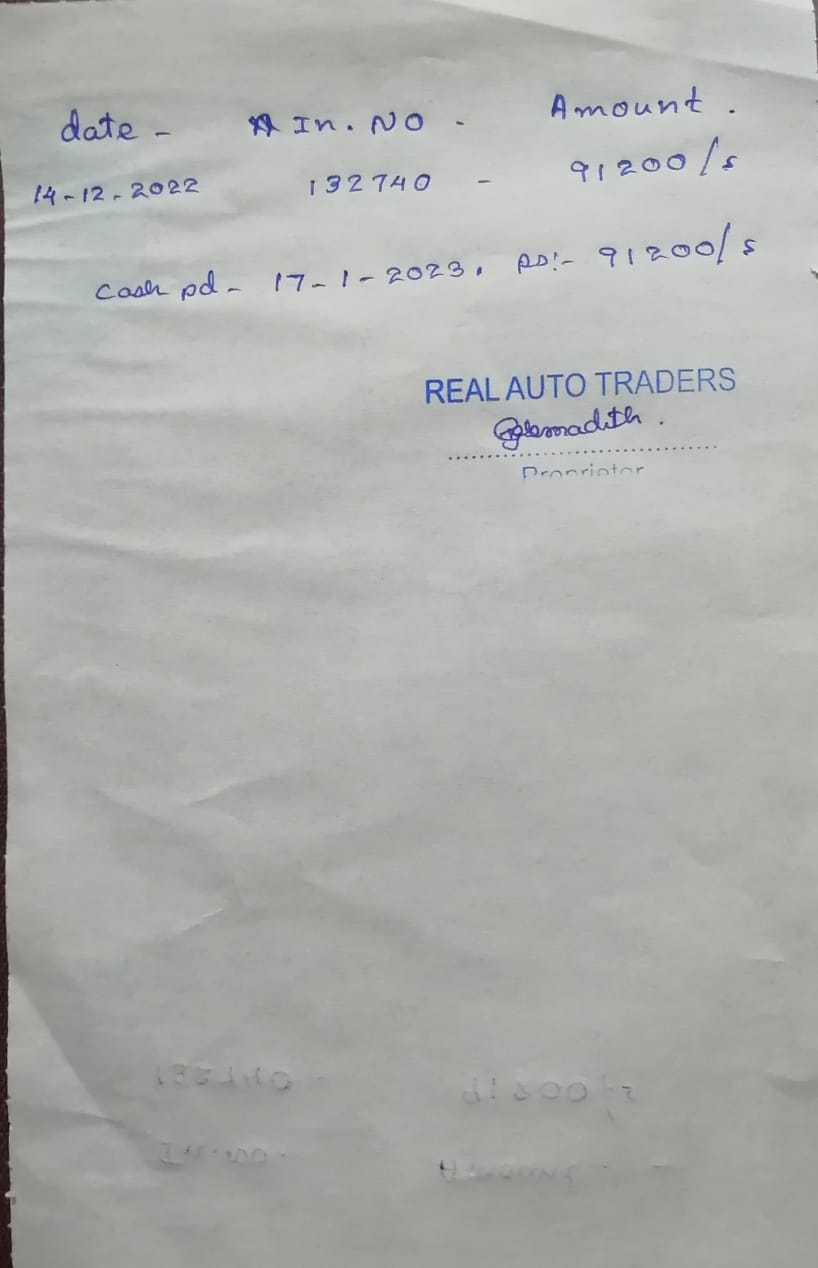 date - In. NO - Amount.
14-12-2022 132740 - 91200/s
Cash pd - 17-1-2023, RD:- 91200/s
REAL AUTO TRADERS
Proprietor